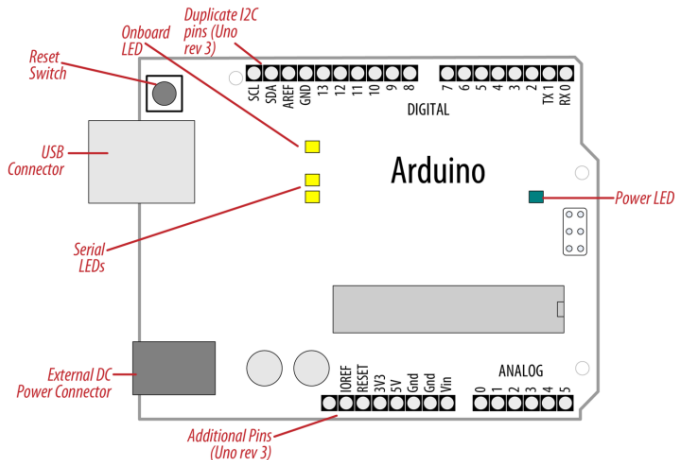 Duplicate I2C
pins (Uno
rev 3)
Onboard
LED
Reset
Switch
SCL
SDA
AREF
GND
13
12
11
10
9
8
7
6
5
4
3
2
TX 1
RX 0
DIGITAL
USB
Connector
Arduino
Power LED
Serial
LEDs
External DC
Power Connector
IOREF
RESET
3V3
5V
Gnd
Gnd
Vin
ANALOG
0
1
2
3
4
5
Additional Pins
(Uno rev 3)